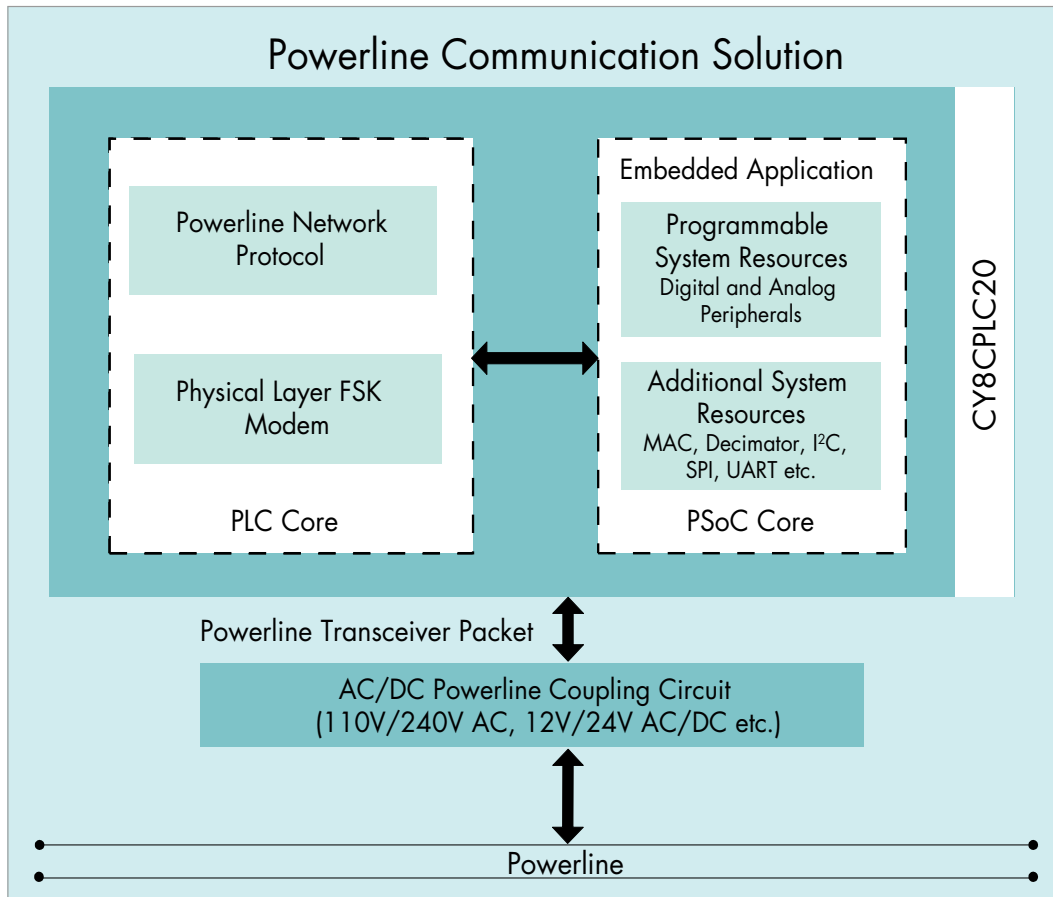 Powerline Communication Solution
Powerline Network
Protocol
Physical Layer FSK
Modem
PLC Core
Embedded Application
Programmable
System Resources
Digital and Analog
Peripherals
Additional System
Resources
MAC, Decimator, I²C,
SPI, UART etc.
PSoC Core
CY8CPLC20
Powerline Transceiver Packet
AC/DC Powerline Coupling Circuit
(110V/240V AC, 12V/24V AC/DC etc.)
Powerline